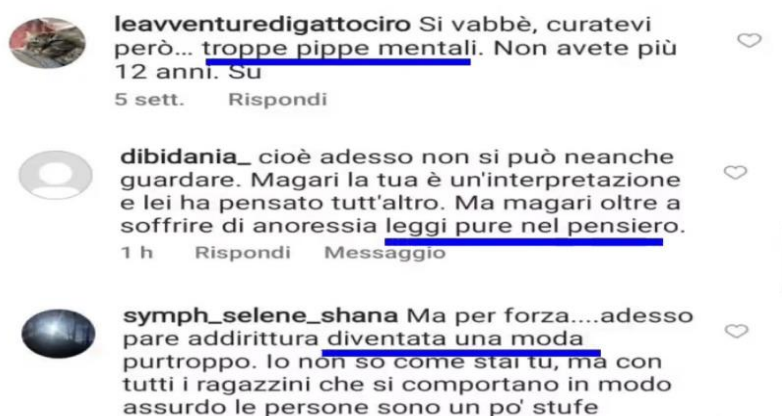 leavventuredigattociro Si vabbè, curatevi
però... troppe pippe mentali. Non avete più
12 anni. Su
5 sett. Rispondi
dibidania_ cioè adesso non si può neanche
guardare. Magari la tua è un'interpretazione
e lei ha pensato tutt'altro. Ma magari oltre a
soffrire di anoressia leggi pure nel pensiero.
1 h Rispondi Messaggio
symph_selene_shana Ma per forza....adesso
pare addirittura diventata una moda
purtroppo. Io non so come stai tu, ma con
tutti i ragazzini che si comportano in modo
assurdo le persone sono un po' stufe